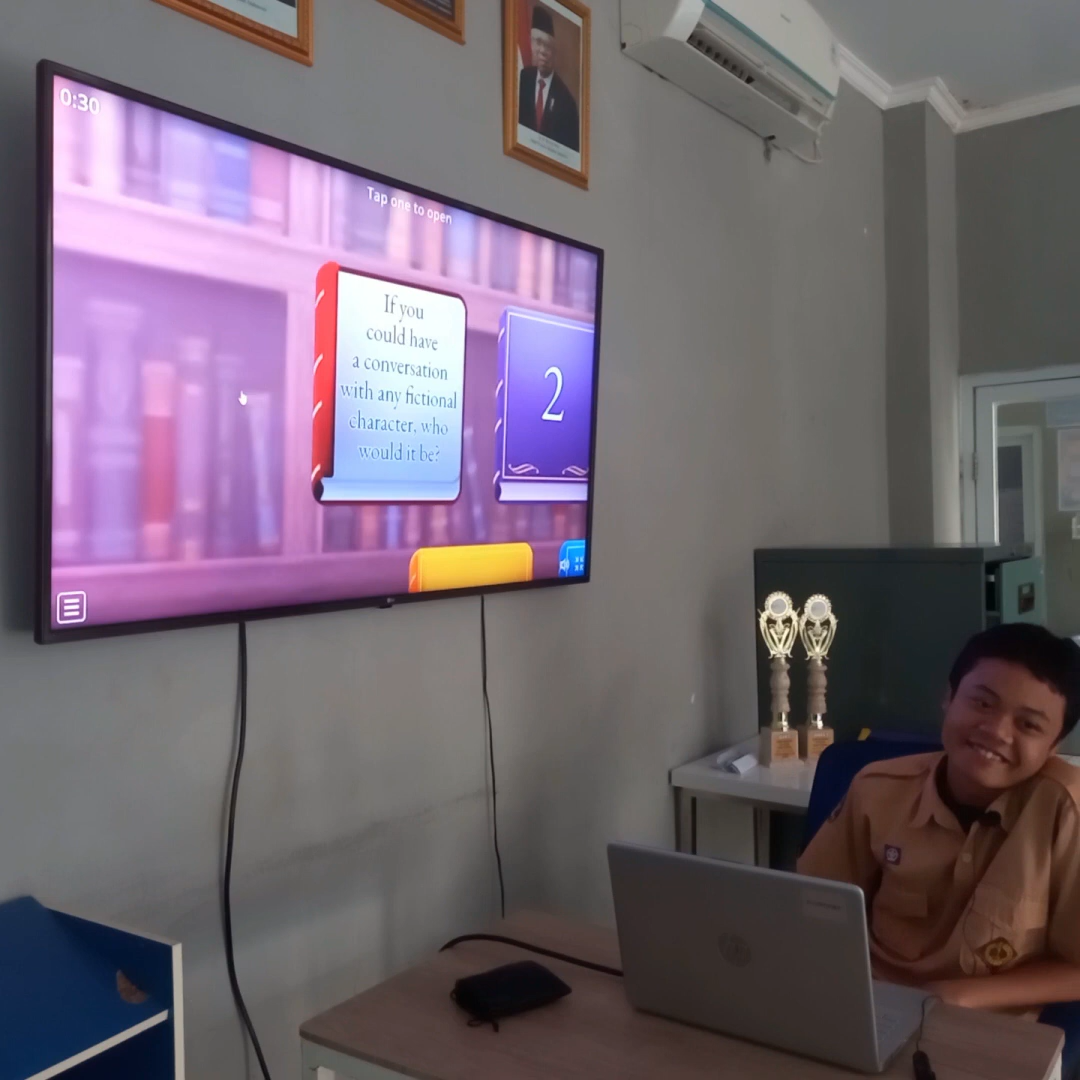 0:30
Tap one to open
If you
could have
a conversation
with any fictional
character, who
would it be?
2